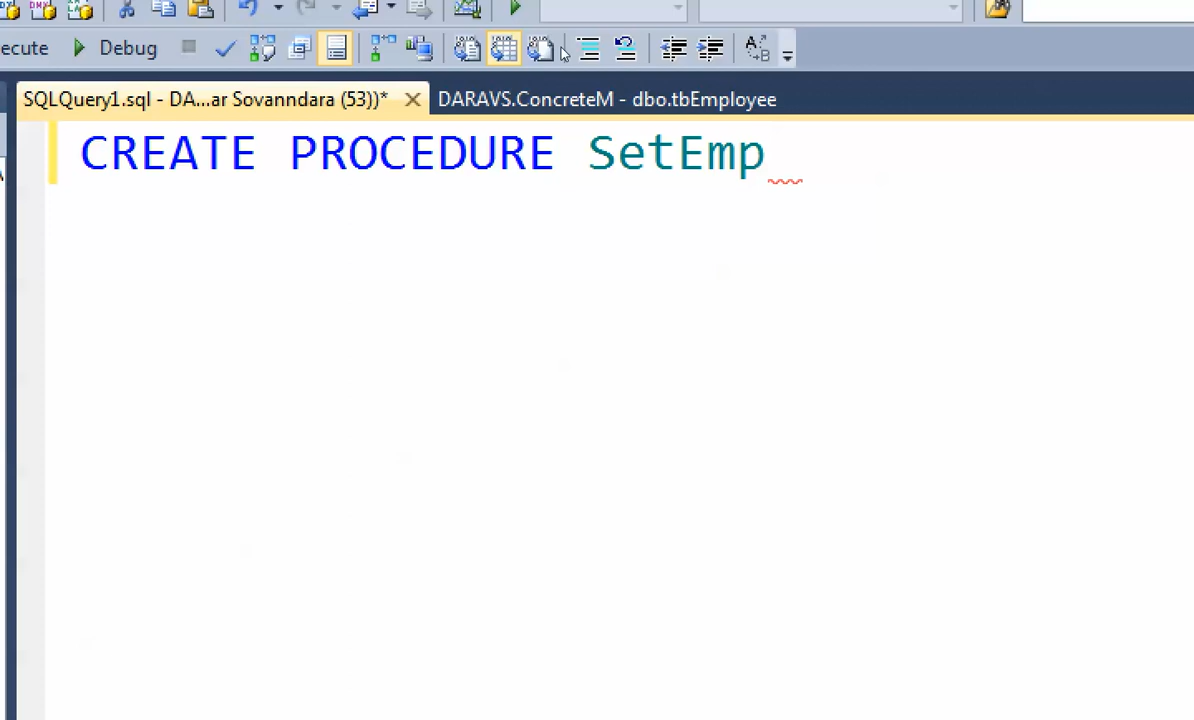 ecute Debug
SQLQuery1.sql - DA...ar Sovanndara (53))* DARAVS.ConcreteM - dbo.tbEmployee
CREATE PROCEDURE SetEmp